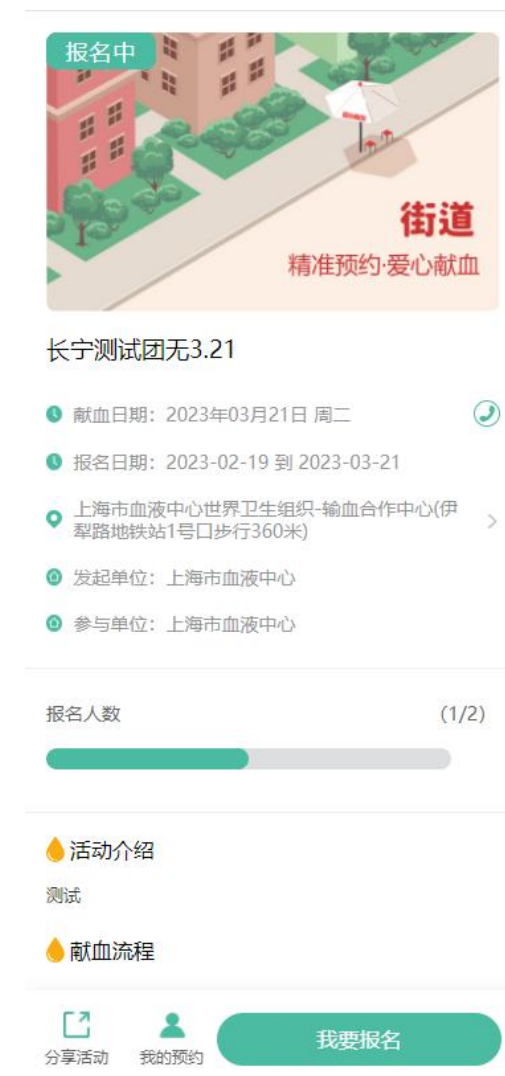 报名中
街道
精准预约·爱心献血
长宁测试团无3.21
献血日期：2023年03月21日 周二
报名日期：2023-02-19 到 2023-03-21
上海市血液中心世界卫生组织-输血合作中心(伊
犁路地铁站1号口步行360米)
发起单位：上海市血液中心
参与单位：上海市血液中心
报名人数 (1/2)
活动介绍
测试
献血流程
分享活动 我的预约 我要报名